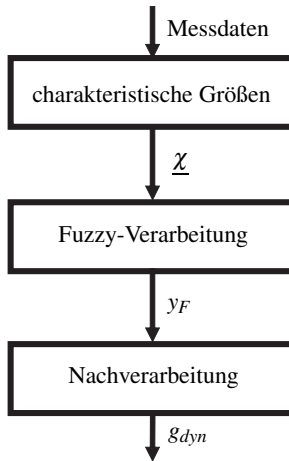 Messdaten
charakteristische Größen
χ
Fuzzy-Verarbeitung
y_F
Nachverarbeitung
g_dyn